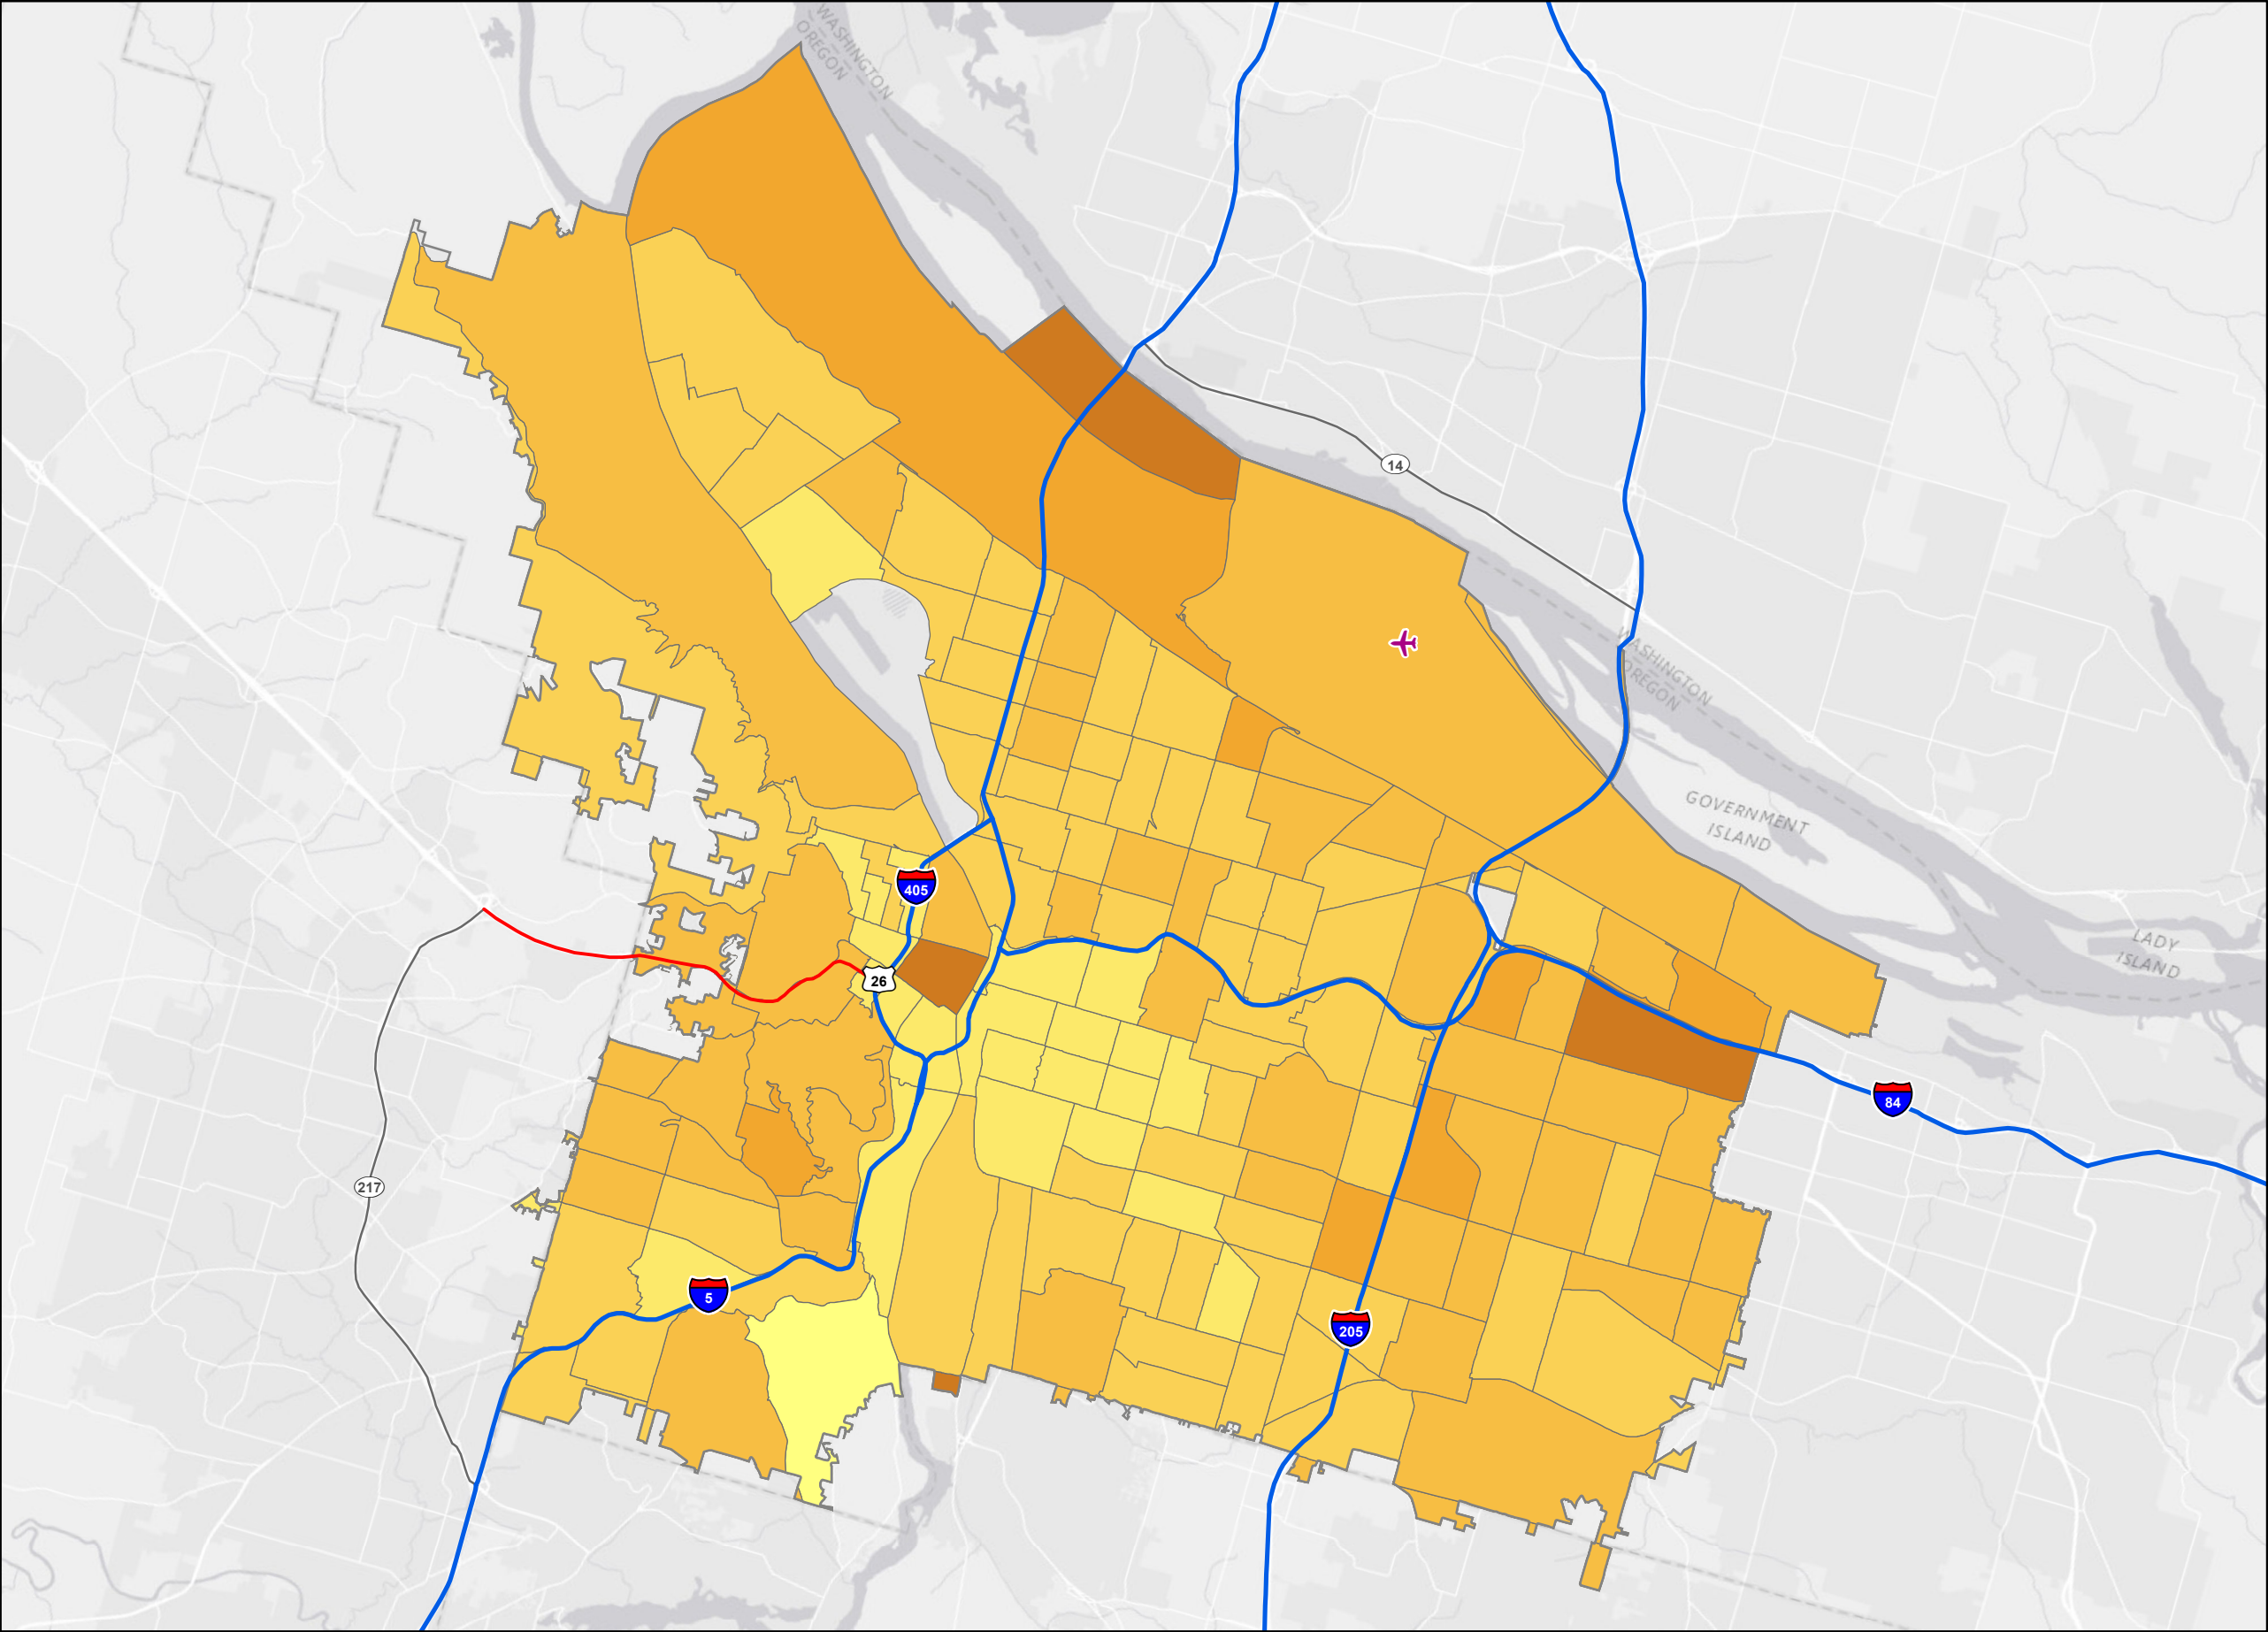 WASHINGTON
OREGON
14
WASHINGTON
OREGON
GOVERNMENT
ISLAND
405
LADY
ISLAND
26
84
217
5
205